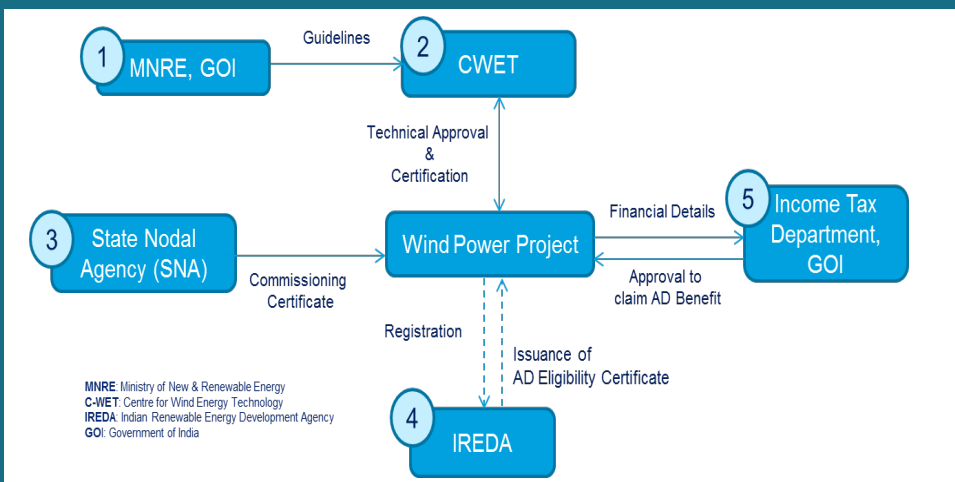 Guidelines
1
MNRE, GOI
2
CWET
Technical Approval
&
Certification
3
State Nodal
Agency (SNA)
Commissioning
Certificate
Wind Power Project
Financial Details
Approval to
claim AD Benefit
5
Income Tax
Department,
GOI
Registration
Issuance of
AD Eligibility Certificate
4
IREDA
MNRE: Ministry of New & Renewable Energy
C-WET: Centre for Wind Energy Technology
IREDA: Indian Renewable Energy Development Agency
GOI: Government of India